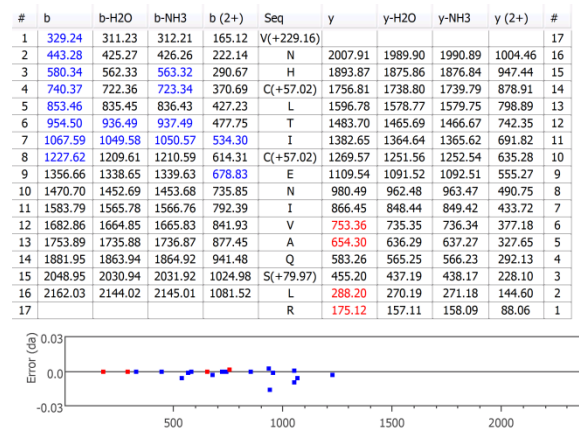 # b b-H2O b-NH3 b (2+) Seq y y-H2O y-NH3 y (2+) #
1 329.24 311.23 312.21 165.12 V(+229.16) 17
2 443.28 425.27 426.26 222.14 N 2007.91 1989.90 1990.89 1004.46 16
3 580.34 562.33 563.32 290.67 H 1893.87 1875.86 1876.84 947.44 15
4 740.37 722.36 723.34 370.69 C(+57.02) 1756.81 1738.80 1739.79 878.91 14
5 853.46 835.45 836.43 427.23 L 1596.78 1578.77 1579.75 798.89 13
6 954.50 936.49 937.49 477.75 T 1483.70 1465.69 1466.67 742.35 12
7 1067.59 1049.58 1050.57 534.30 I 1382.65 1364.64 1365.62 691.82 11
8 1227.62 1209.61 1210.59 614.31 C(+57.02) 1269.57 1251.56 1252.54 635.28 10
9 1356.66 1338.65 1339.63 678.83 E 1109.54 1091.52 1092.51 555.27 9
10 1470.70 1452.69 1453.68 735.85 N 980.49 962.48 963.47 490.75 8
11 1583.79 1565.78 1566.76 792.39 I 866.45 848.44 849.42 433.72 7
12 1682.86 1664.85 1665.83 841.93 V 753.36 735.35 736.34 377.18 6
13 1753.89 1735.88 1736.87 877.45 A 654.30 636.29 637.27 327.65 5
14 1881.95 1863.94 1864.92 941.48 Q 583.26 565.25 566.23 292.13 4
15 2048.95 2030.94 2031.92 1024.98 S(+79.97) 455.20 437.19 438.17 228.10 3
16 2162.03 2144.02 2145.01 1081.52 L 288.20 270.19 271.18 144.60 2
17 R 175.12 157.11 158.09 88.06 1
Error (da)
0.03
0.0
-0.03
500 1000 1500 2000